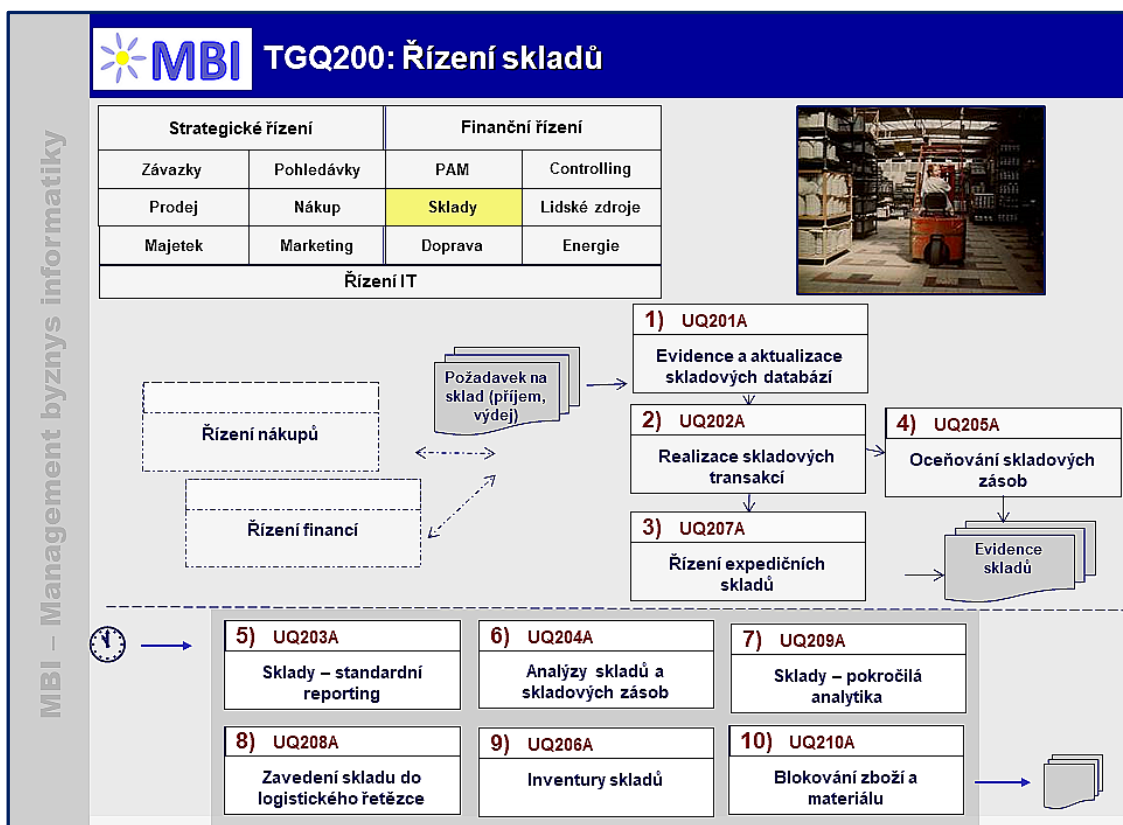 MBI
TGQ200: Řízení skladů
MBI – Management byznys informatiky
Strategické řízení
Finanční řízení
Závazky
Pohledávky
PAM
Controlling
Prodej
Nákup
Sklady
Lidské zdroje
Majetek
Marketing
Doprava
Energie
Řízení IT
Požadavek na
sklad (příjem,
výdej)
Řízení nákupů
Řízení financí
1) UQ201A
Evidence a aktualizace
skladových databází
2) UQ202A
Realizace skladových
transakcí
3) UQ207A
Řízení expedičních
skladů
4) UQ205A
Oceňování skladových
zásob
Evidence
skladů
5) UQ203A
Sklady – standardní
reporting
6) UQ204A
Analýzy skladů a
skladových zásob
7) UQ209A
Sklady – pokročilá
analytika
8) UQ208A
Zavedení skladu do
logistického řetězce
9) UQ206A
Inventury skladů
10) UQ210A
Blokování zboží a
materiálu